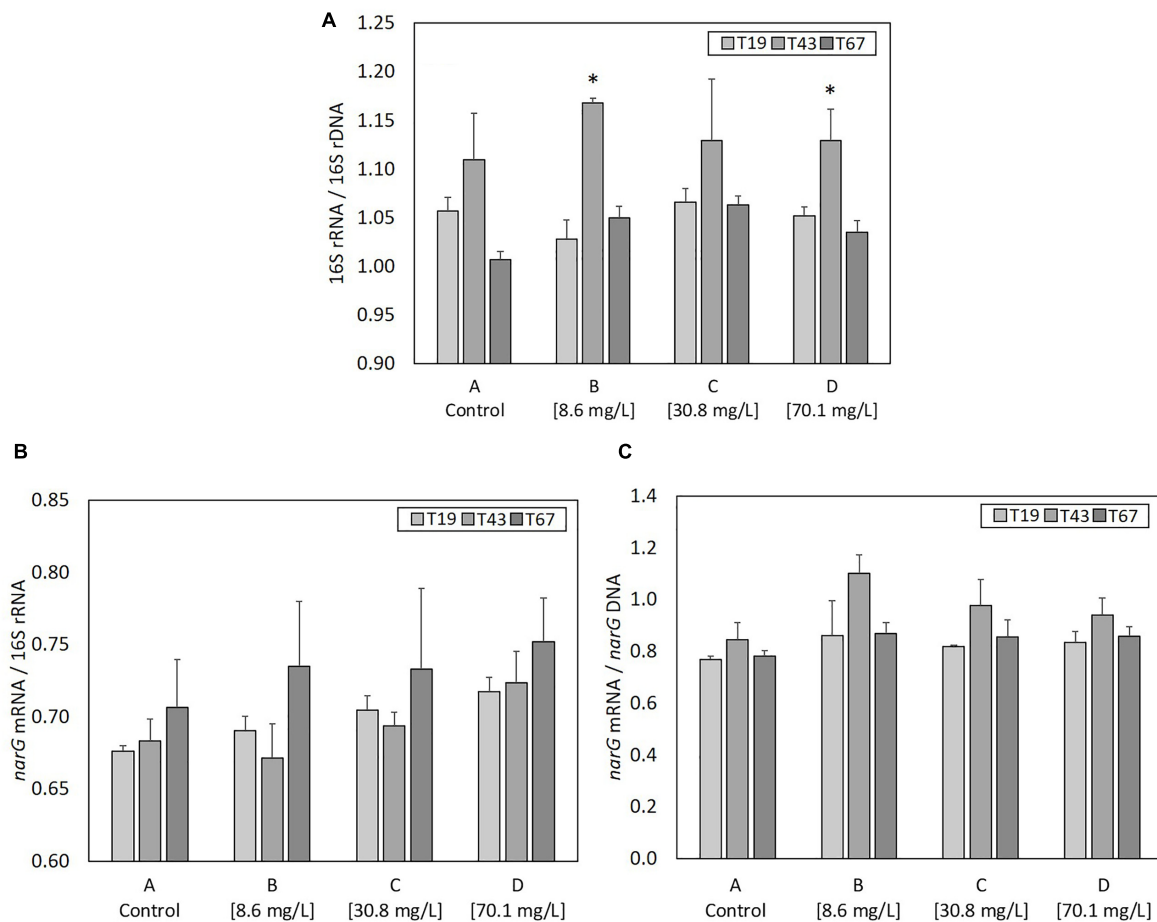 A
1.25
1.20
1.15
1.10
1.05
1.00
0.95
0.90
16S rRNA / 16S rDNA
T19 T43 T67
*
*
A B C D
Control [8.6 mg/L] [30.8 mg/L] [70.1 mg/L]
B
0.85
0.80
0.75
0.70
0.65
0.60
narG mRNA / 16S rRNA
T19 T43 T67
A B C D
Control [8.6 mg/L] [30.8 mg/L] [70.1 mg/L]
C
1.4
1.2
1.0
0.8
0.6
0.4
0.2
0.0
narG mRNA / narG DNA
T19 T43 T67
A B C D
Control [8.6 mg/L] [30.8 mg/L] [70.1 mg/L]